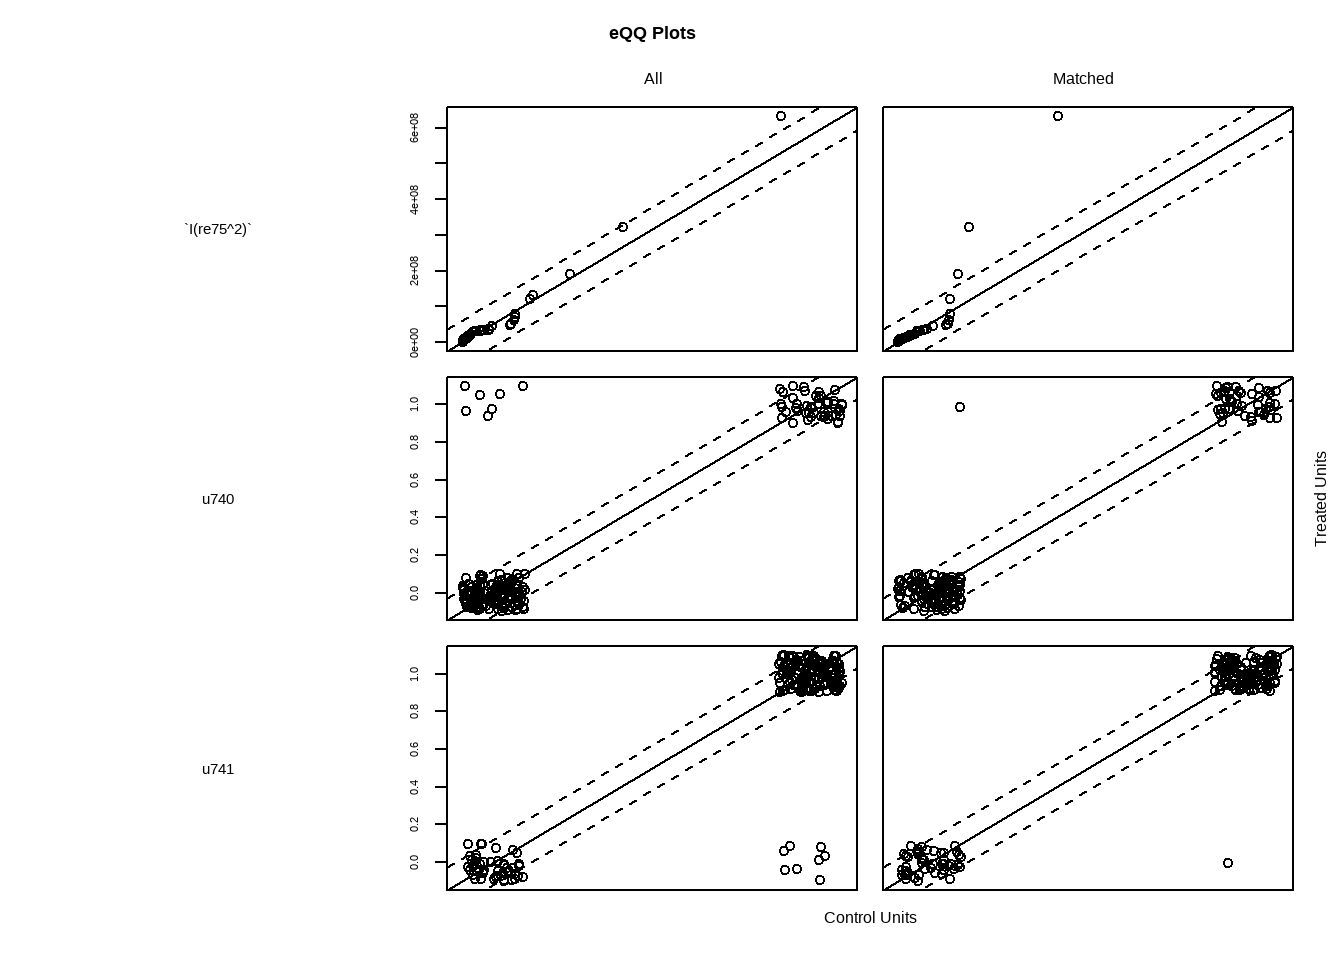 eQQ Plots
All
Matched
`I(re75^2)`
6e+08
4e+08
2e+08
0e+00
u740
1.0
0.8
0.6
0.4
0.2
0.0
u741
1.0
0.8
0.6
0.4
0.2
0.0
Treated Units
Control Units